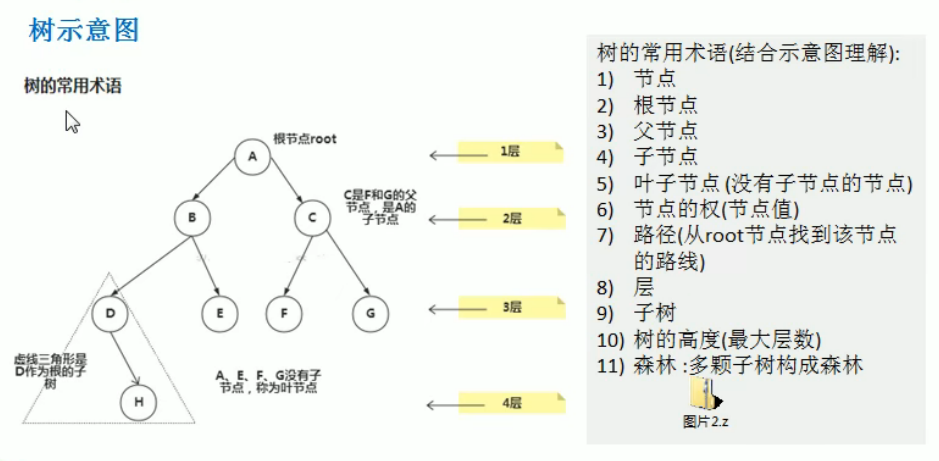 树示意图
树的常用术语
根节点root
A
B
C
C是F和G的父
节点，是A的
子节点
D
E
F
G
H
虚线三角形是
D作为根的子
树
A、E、F、G没有子
节点，称为叶节点
1层
2层
3层
4层
树的常用术语(结合示意图理解):
1) 节点
2) 根节点
3) 父节点
4) 子节点
5) 叶子节点 (没有子节点的节点)
6) 节点的权(节点值)
7) 路径(从root节点找到该节点
的路线)
8) 层
9) 子树
10) 树的高度(最大层数)
11) 森林 :多颗子树构成森林
图片2.z